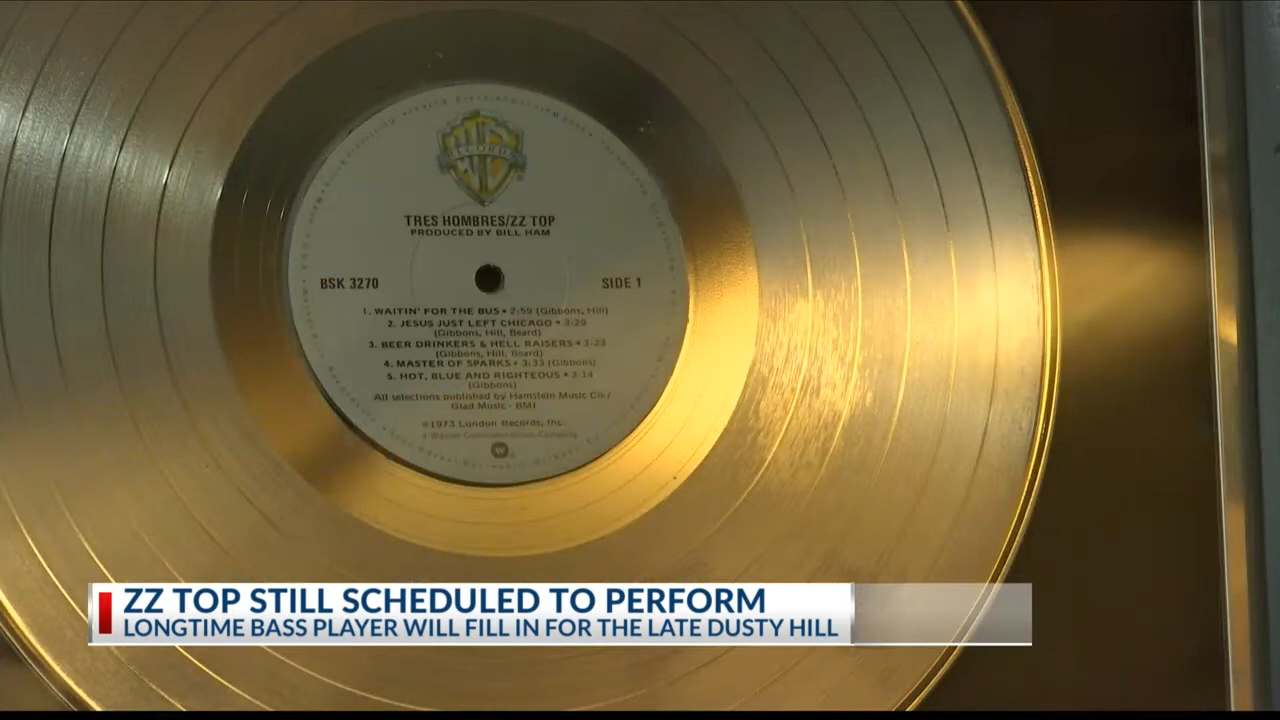 WB
RECORDS
TRES HOMBRES/ZZ TOP
PRODUCED BY BILL HAM
BSK 3270
SIDE 1
1. WAITIN' FOR THE BUS • 2:59 (Gibbons, Hill)
2. JESUS JUST LEFT CHICAGO • 3:29
(Gibbons, Hill, Beard)
3. BEER DRINKERS & HELL RAISERS • 3:23
(Gibbons, Hill, Beard)
4. MASTER OF SPARKS • 3:33 (Gibbons)
5. HOT, BLUE AND RIGHTEOUS • 3:14
(Gibbons)
All selections published by Hamstein Music Co./
Glad Music - BMI
℗1973 London Records, Inc.
ZZ TOP STILL SCHEDULED TO PERFORM
LONGTIME BASS PLAYER WILL FILL IN FOR THE LATE DUSTY HILL